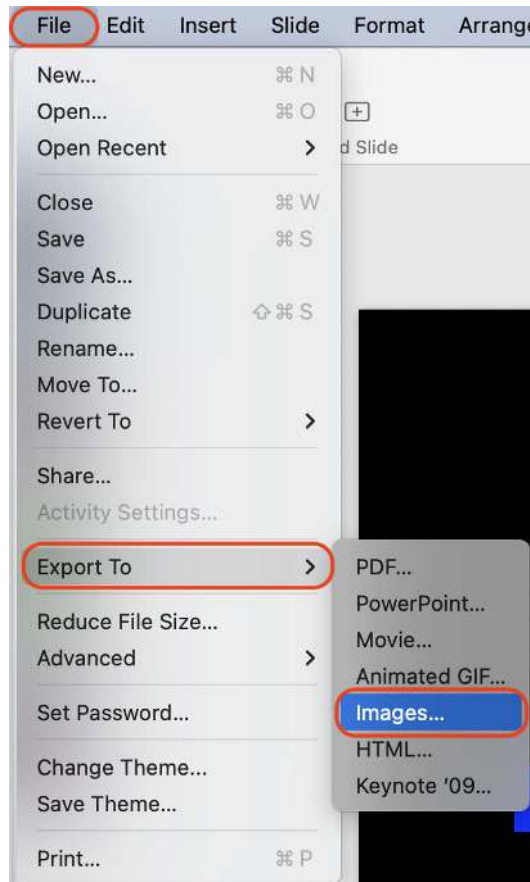 File Edit Insert Slide Format Arrange
New... ⌘ N
Open... ⌘ O
Open Recent >
d Slide
Close ⌘ W
Save ⌘ S
Save As...
Duplicate ⇧ ⌘ S
Rename...
Move To...
Revert To >
Share...
Activity Settings...
Export To >
PDF...
PowerPoint...
Movie...
Animated GIF...
Images...
HTML...
Keynote '09...
Reduce File Size...
Advanced >
Set Password...
Change Theme...
Save Theme...
Print... ⌘ P